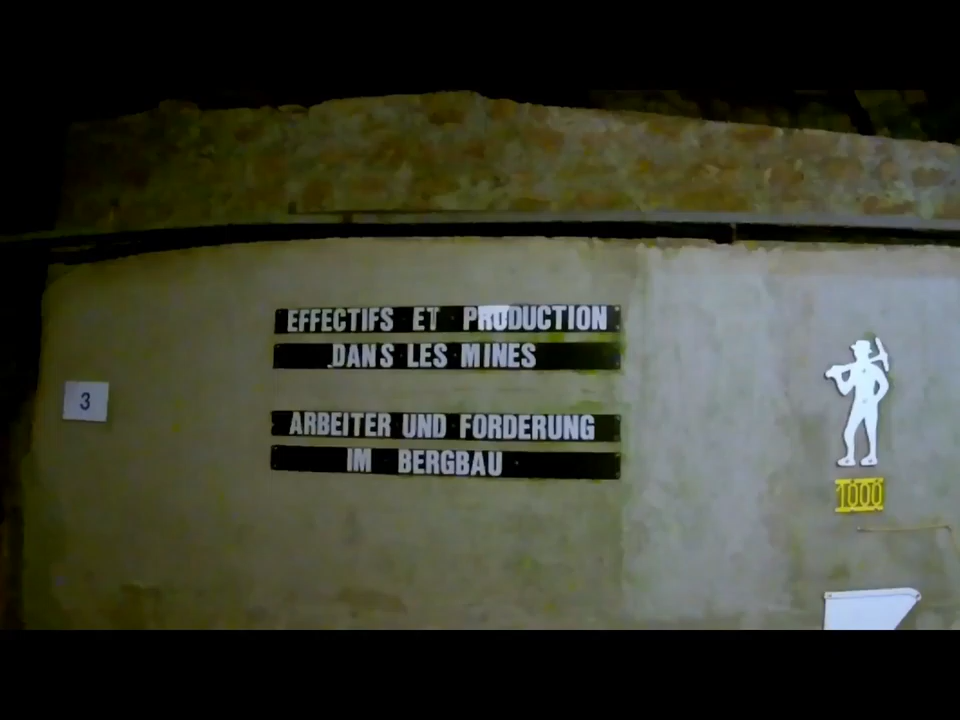 EFFECTIFS ET PRODUCTION
DANS LES MINES
3
ARBEITER UND FORDERUNG
IM BERGBAU
1000